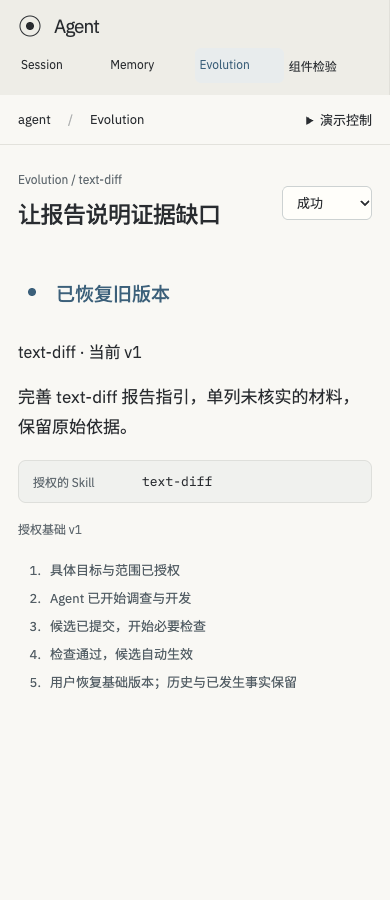 Agent
Session Memory Evolution 组件检验
agent / Evolution ▶ 演示控制
Evolution / text-diff
让报告说明证据缺口
成功
已恢复旧版本
text-diff · 当前 v1
完善 text-diff 报告指引，单列未核实的材料，
保留原始依据。
授权的 Skill text-diff
授权基础 v1
1. 具体目标与范围已授权
2. Agent 已开始调查与开发
3. 候选已提交，开始必要检查
4. 检查通过，候选自动生效
5. 用户恢复基础版本；历史与已发生事实保留